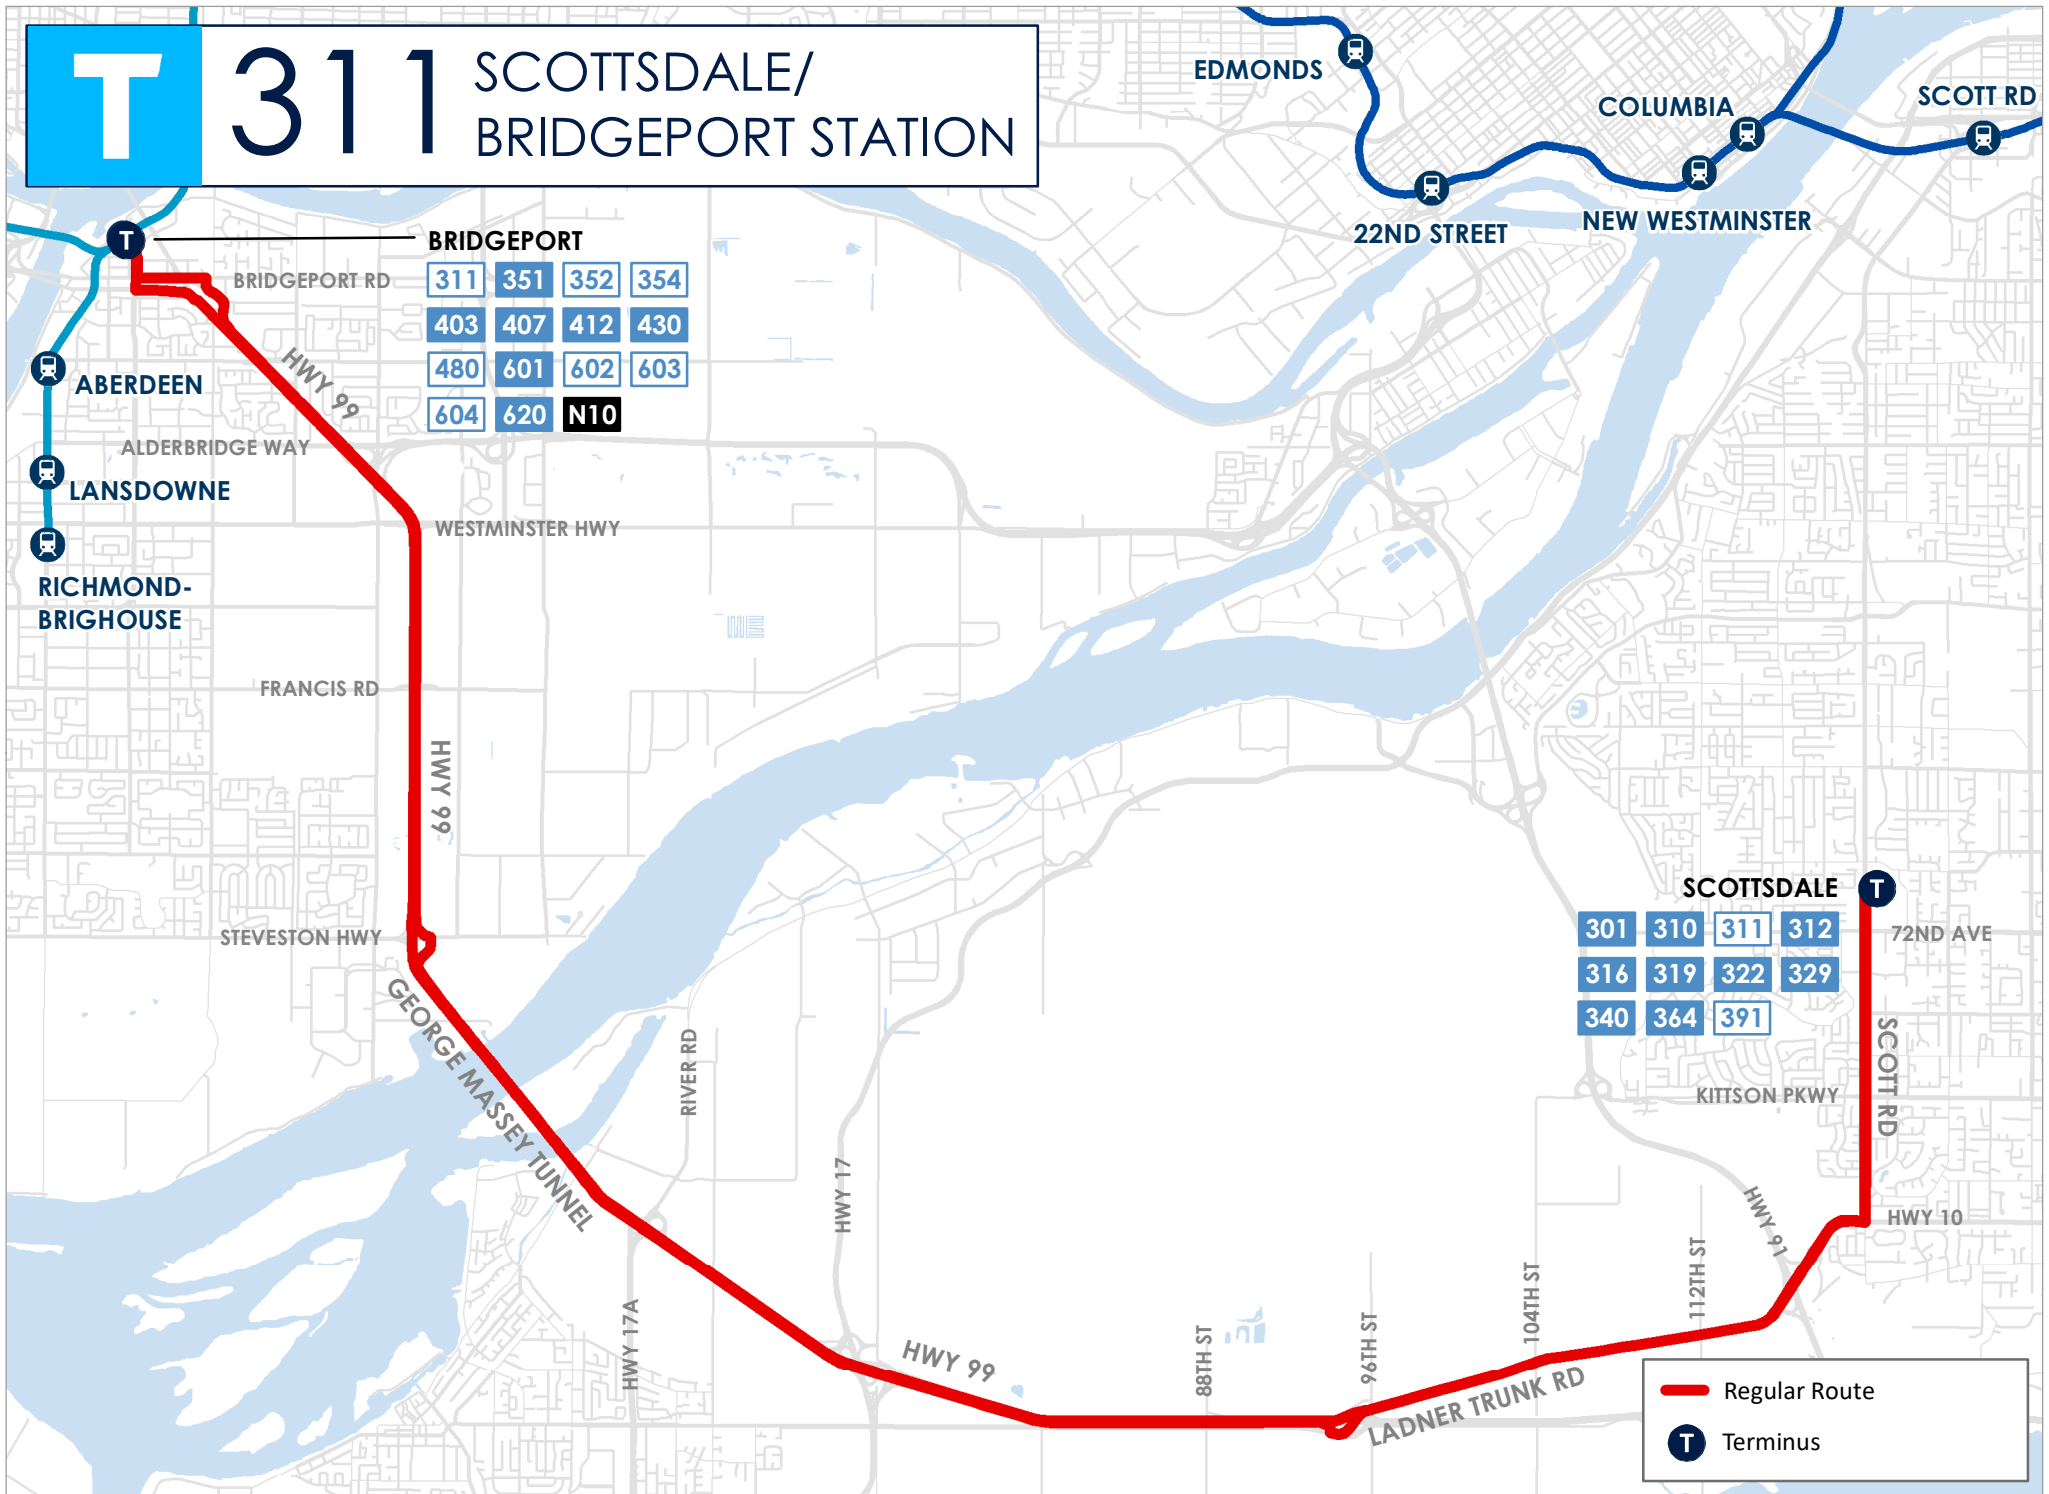 T 311 SCOTTSDALE/
BRIDGEPORT STATION
EDMONDS
COLUMBIA
SCOTT RD
22ND STREET
NEW WESTMINSTER
T
BRIDGEPORT
BRIDGEPORT RD
311 351 352 354
403 407 412 430
480 601 602 603
604 620 N10
HWY 99
ABERDEEN
ALDERBRIDGE WAY
LANSDOWNE
WESTMINSTER HWY
RICHMOND-
BRIGHOUSE
FRANCIS RD
HWY 99
STEVESTON HWY
GEORGE MASSEY TUNNEL
RIVER RD
HWY 17
HWY 17A
HWY 99
88TH ST
96TH ST
LADNER TRUNK RD
104TH ST
112TH ST
HWY 91
SCOTTSDALE
T
301 310 311 312
316 319 322 329
340 364 391
72ND AVE
SCOTT RD
KITTSON PKWY
HWY 10
Regular Route
T Terminus